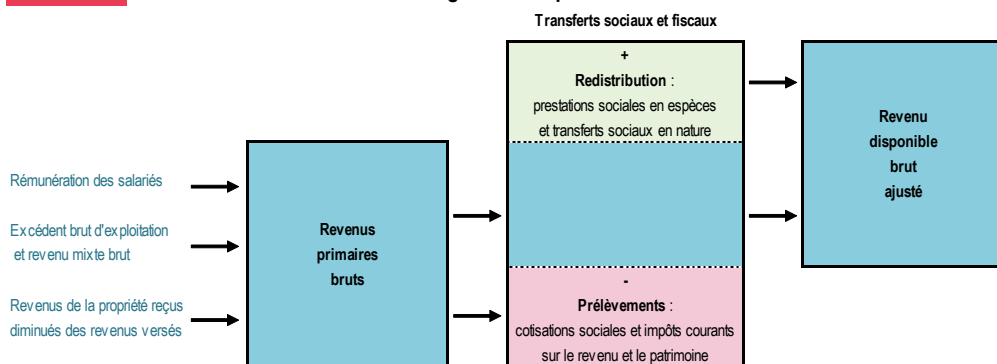 Transferts sociaux et fiscaux
+
Redistribution :
prestations sociales en espèces
et transferts sociaux en nature
Revenu
disponible
brut
ajusté
Rémunération des salariés
Excédent brut d'exploitation
et revenu mixte brut
Revenus
primaires
bruts
Revenus de la propriété reçus
diminués des revenus versés
-
Prélèvements :
cotisations sociales et impôts courants
sur le revenu et le patrimoine